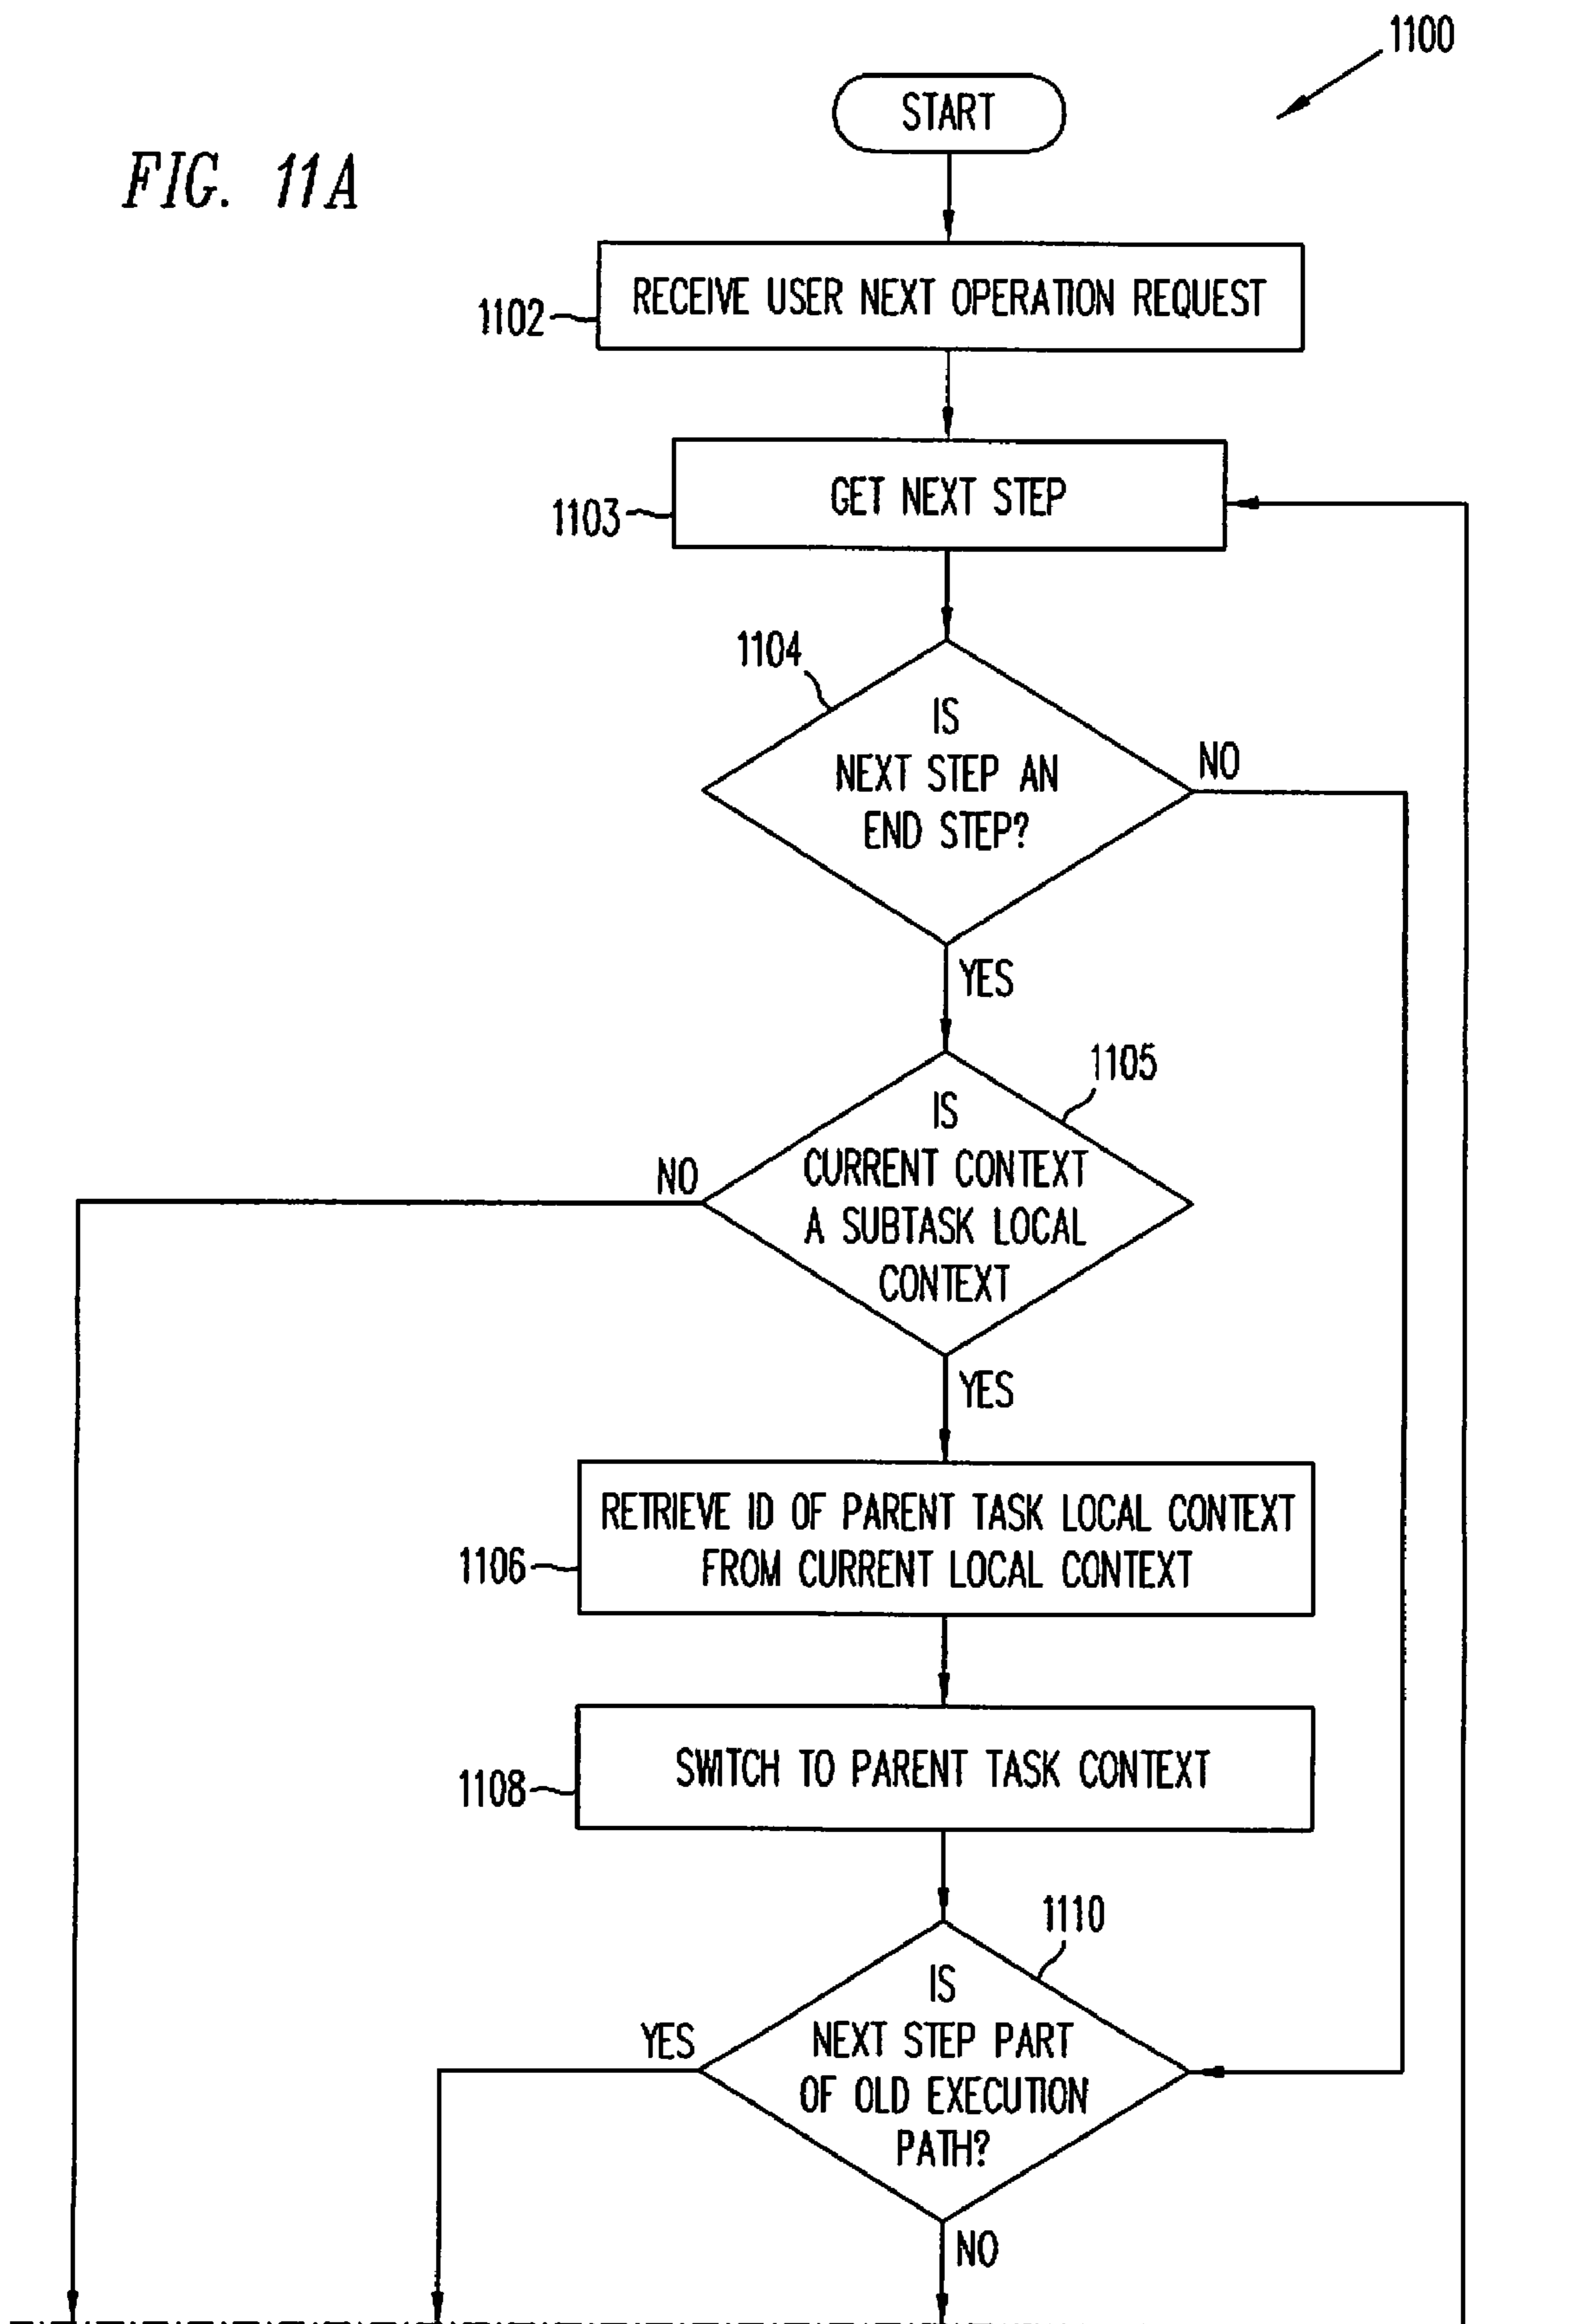 1100
START
FIG. 11A
RECEIVE USER NEXT OPERATION REQUEST
1102
GET NEXT STEP
1103
1104
IS
NEXT STEP AN
END STEP?
NO
YES
1105
IS
CURRENT CONTEXT
A SUBTASK LOCAL
CONTEXT
NO
YES
RETRIEVE ID OF PARENT TASK LOCAL CONTEXT
FROM CURRENT LOCAL CONTEXT
1106
SWITCH TO PARENT TASK CONTEXT
1108
1110
IS
NEXT STEP PART
OF OLD EXECUTION
PATH?
YES
NO